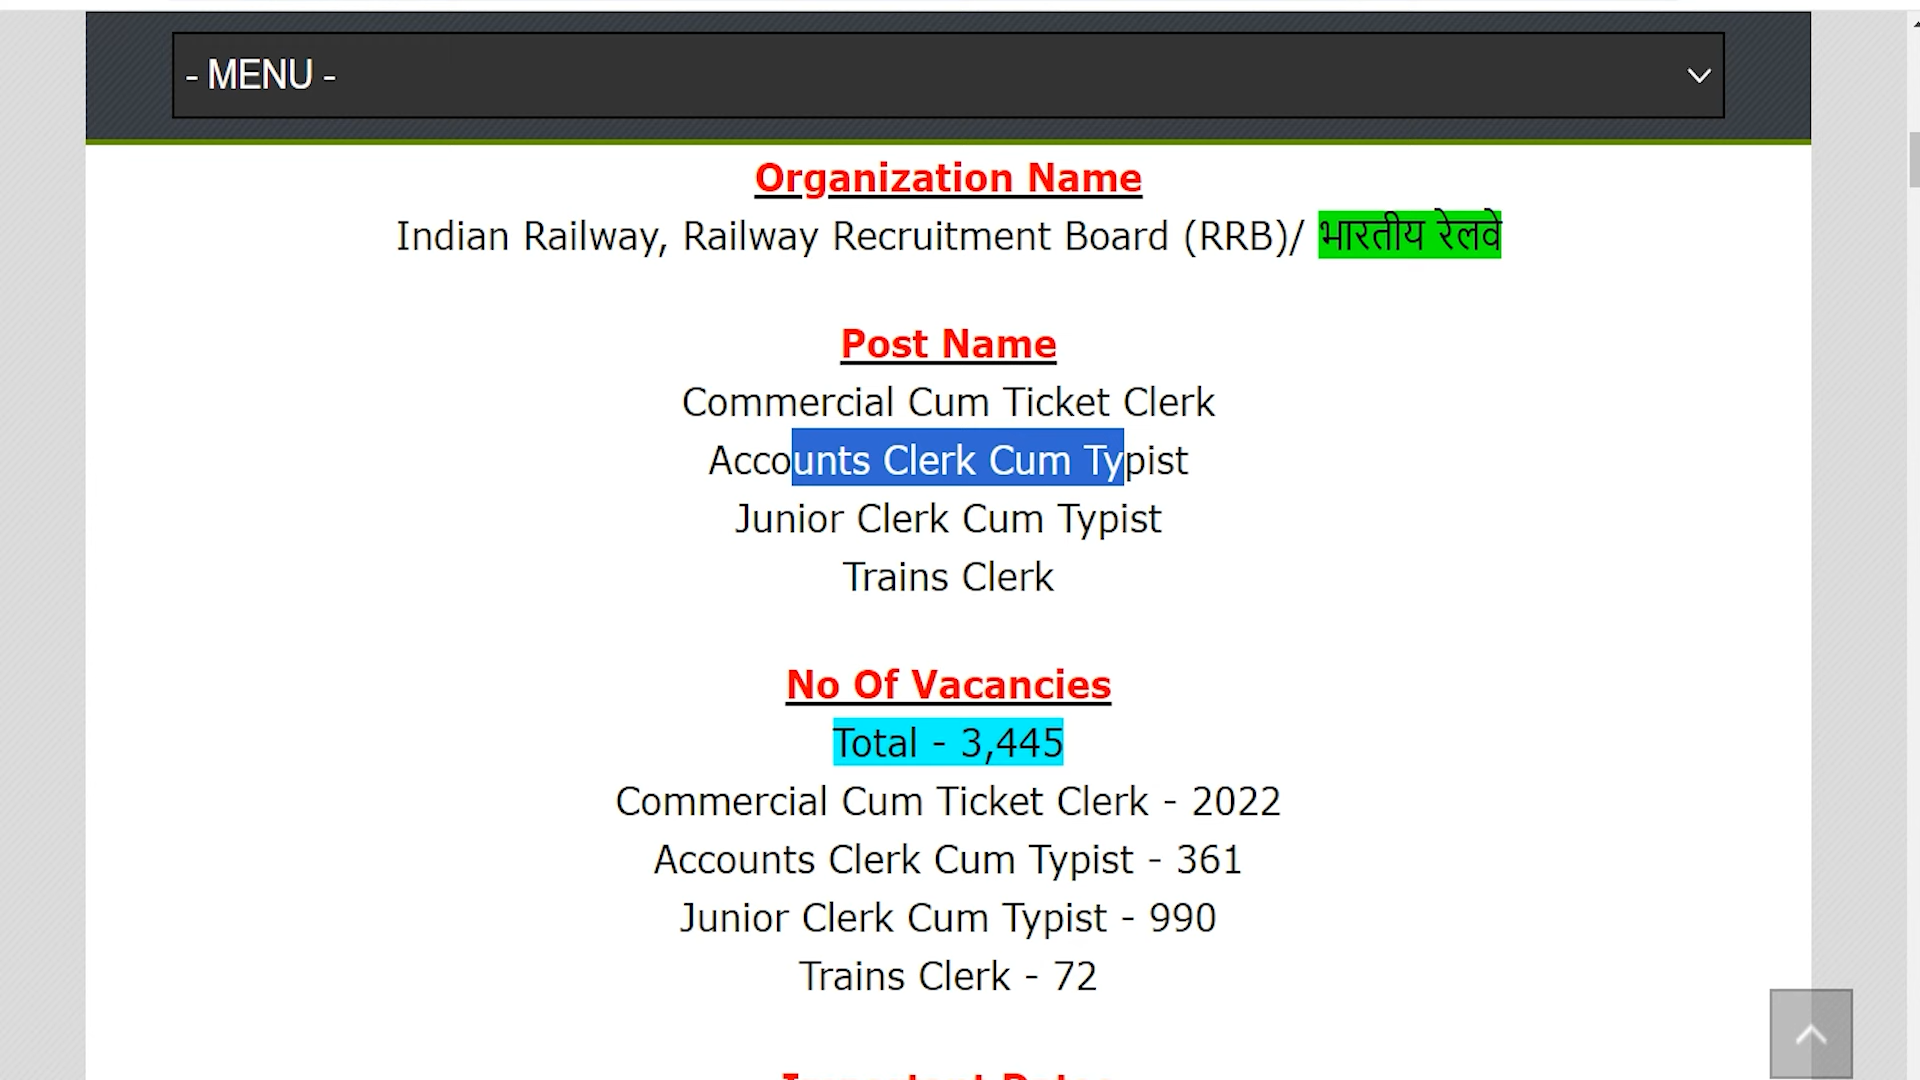 - MENU -
Organization Name
Indian Railway, Railway Recruitment Board (RRB)/ भारतीय रेलवे
Post Name
Commercial Cum Ticket Clerk
Accounts Clerk Cum Typist
Junior Clerk Cum Typist
Trains Clerk
No Of Vacancies
Total - 3,445
Commercial Cum Ticket Clerk - 2022
Accounts Clerk Cum Typist - 361
Junior Clerk Cum Typist - 990
Trains Clerk - 72